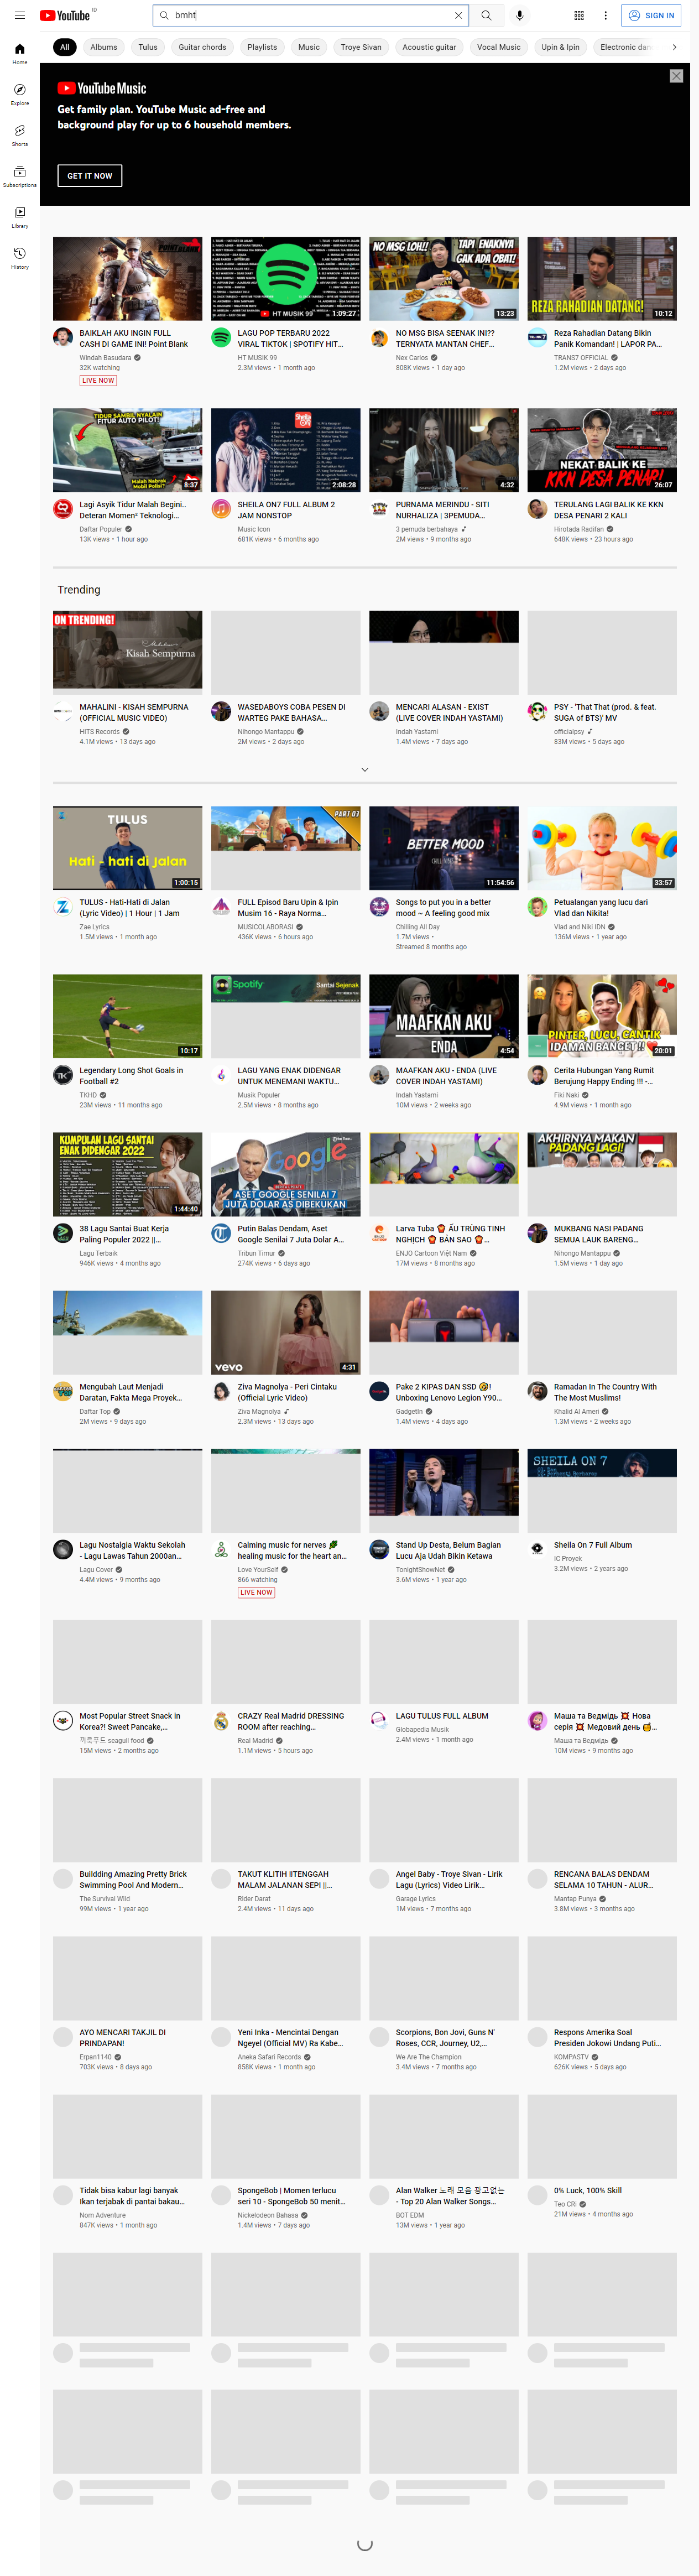 YouTube ID
bmht
SIGN IN
Home
Explore
Shorts
Subscriptions
Library
History
All
Albums
Tulus
Guitar chords
Playlists
Music
Troye Sivan
Acoustic guitar
Vocal Music
Upin & Ipin
Electronic dan
YouTube Music
Get family plan. YouTube Music ad-free and
background play for up to 6 household members.
GET IT NOW
POINT BLANK
HT MUSIK 99
1:09:27
NO MSG LOH!!
TAPI ENAKNYA
GAK ADA OBAT!
13:23
REZA RAHADIAN DATANG!
10:12
BAIKLAH AKU INGIN FULL
CASH DI GAME INI! Point Blank
Windah Basudara
32K watching
LIVE NOW
LAGU POP TERBARU 2022
VIRAL TIKTOK | SPOTIFY HIT...
HT MUSIK 99
2.3M views • 1 month ago
NO MSG BISA SEENAK INI??
TERNYATA MANTAN CHEF...
Nex Carlos
808K views • 1 day ago
Reza Rahadian Datang Bikin
Panik Komandan! | LAPOR PA...
TRANS7 OFFICIAL
1.2M views • 2 days ago
TIDUR SAMBIL NYALAIN
FITUR AUTO PILOT!
Malah Nabrak
Mobil Polisi?
8:37
2:08:28
4:32
NEKAT BALIK KE
KKN DESA PENARI?
26:07
Lagi Asyik Tidur Malah Begini..
Deteran Momen² Teknologi...
Daftar Populer
13K views • 1 hour ago
SHEILA ON7 FULL ALBUM 2
JAM NONSTOP
Music Icon
681K views • 6 months ago
PURNAMA MERINDU - SITI
NURHALIZA | 3PEMUDA...
3 pemuda berbahaya
2M views • 9 months ago
TERULANG LAGI BALIK KE KKN
DESA PENARI 2 KALI
Hirotada Radifan
648K views • 23 hours ago
Trending
ON TRENDING!
Kisah Sempurna
MAHALINI - KISAH SEMPURNA
(OFFICIAL MUSIC VIDEO)
HITS Records
4.1M views • 13 days ago
WASEDABOYS COBA PESEN DI
WARTEG PAKE BAHASA...
Nihongo Mantappu
2M views • 2 days ago
MENCARI ALASAN - EXIST
(LIVE COVER INDAH YASTAMI)
Indah Yastami
1.4M views • 7 days ago
PSY - 'That That (prod. & feat.
SUGA of BTS)' MV
officialpsy
83M views • 5 days ago
TULUS
Hati - hati di Jalan
1:00:15
PART 03
BETTER MOOD
CHILL VIBES
11:54:56
33:57
TULUS - Hati-Hati di Jalan
(Lyric Video) | 1 Hour | 1 Jam
Zae Lyrics
1.5M views • 1 month ago
FULL Episod Baru Upin & Ipin
Musim 16 - Raya Norma...
MUSICOLABORASI
436K views • 6 hours ago
Songs to put you in a better
mood ~ A feeling good mix
Chilling All Day
1.7M views •
Streamed 8 months ago
Petualangan yang lucu dari
Vlad dan Nikita!
Vlad and Niki IDN
136M views • 1 year ago
10:17
Spotify
Santai Sejenak
MAAFKAN AKU
ENDA
4:54
PINTER, LUCU, CANTIK
IDAMAN BANGET!!
20:01
Legendary Long Shot Goals in
Football #2
TKHD
23M views • 11 months ago
LAGU YANG ENAK DIDENGAR
UNTUK MENEMANI WAKTU...
Musik Populer
2.5M views • 8 months ago
MAAFKAN AKU - ENDA (LIVE
COVER INDAH YASTAMI)
Indah Yastami
10M views • 2 weeks ago
Cerita Hubungan Yang Rumit
Berujung Happy Ending !!! -...
Fiki Naki
4.9M views • 1 month ago
KUMPULAN LAGU SANTAI
ENAK DIDENGAR 2022
1:44:40
Google
ASET GOOGLE SENILAI 7
JUTA DOLAR AS DIBEKUKAN
AKHIRNYA MAKAN
PADANG LAGI!
38 Lagu Santai Buat Kerja
Paling Populer 2022 ||...
Lagu Terbaik
946K views • 4 months ago
Putin Balas Dendam, Aset
Google Senilai 7 Juta Dolar A...
Tribun Timur
274K views • 6 days ago
Larva Tuba 🍟 ẤU TRÙNG TINH
NGHỊCH 🍟 BẢN SAO 🍟...
ENJO Cartoon Việt Nam
17M views • 8 months ago
MUKBANG NASI PADANG
SEMUA LAUK BARENG...
Nihongo Mantappu
1.5M views • 1 day ago
vevo
4:31
Mengubah Laut Menjadi
Daratan, Fakta Mega Proyek...
Daftar Top
2M views • 9 days ago
Ziva Magnolya - Peri Cintaku
(Official Lyric Video)
Ziva Magnolya
2.3M views • 13 days ago
Pake 2 KIPAS DAN SSD 🤣!
Unboxing Lenovo Legion Y90...
GadgetIn
1.4M views • 4 days ago
Ramadan In The Country With
The Most Muslims!
Khalid Al Ameri
1.3M views • 2 weeks ago
SHEILA ON 7
Lagu Nostalgia Waktu Sekolah
- Lagu Lawas Tahun 2000an...
Lagu Cover
4.4M views • 9 months ago
Calming music for nerves 🌿
healing music for the heart an...
Love YourSelf
866 watching
LIVE NOW
Stand Up Desta, Belum Bagian
Lucu Aja Udah Bikin Ketawa
TonightShowNet
3.6M views • 1 year ago
Sheila On 7 Full Album
IC Proyek
3.2M views • 2 years ago
Most Popular Street Snack in
Korea?! Sweet Pancake,...
끼룩푸드 seagull food
15M views • 2 months ago
CRAZY Real Madrid DRESSING
ROOM after reaching...
Real Madrid
1.1M views • 5 hours ago
LAGU TULUS FULL ALBUM
Globapedia Musik
2.4M views • 1 month ago
Маша та Ведмідь 💥 Нова
серія 💥 Медовий день 🍯...
Маша та Ведмідь
10M views • 9 months ago
Buildding Amazing Pretty Brick
Swimming Pool And Modern...
The Survival Wild
99M views • 1 year ago
TAKUT KLITIH !!TENGGAH
MALAM JALANAN SEPI ||...
Rider Darat
2.4M views • 11 days ago
Angel Baby - Troye Sivan - Lirik
Lagu (Lyrics) Video Lirik...
Garage Lyrics
1M views • 7 months ago
RENCANA BALAS DENDAM
SELAMA 10 TAHUN - ALUR...
Mantap Punya
3.8M views • 3 months ago
AYO MENCARI TAKJIL DI
PRINDAPAN!
Erpan1140
703K views • 8 days ago
Yeni Inka - Mencintai Dengan
Ngeyel (Official MV) Ra Kabe...
Aneka Safari Records
858K views • 1 month ago
Scorpions, Bon Jovi, Guns N'
Roses, CCR, Journey, U2,...
We Are The Champion
3.4M views • 7 months ago
Respons Amerika Soal
Presiden Jokowi Undang Puti...
KOMPASTV
626K views • 5 days ago
Tidak bisa kabur lagi banyak
Ikan terjabak di pantai bakau...
Nom Adventure
847K views • 1 month ago
SpongeBob | Momen terlucu
seri 10 - SpongeBob 50 menit...
Nickelodeon Bahasa
1.4M views • 7 days ago
Alan Walker 노래 모음 광고없는
- Top 20 Alan Walker Songs...
BOT EDM
13M views • 1 year ago
0% Luck, 100% Skill
Teo CRi
21M views • 4 months ago